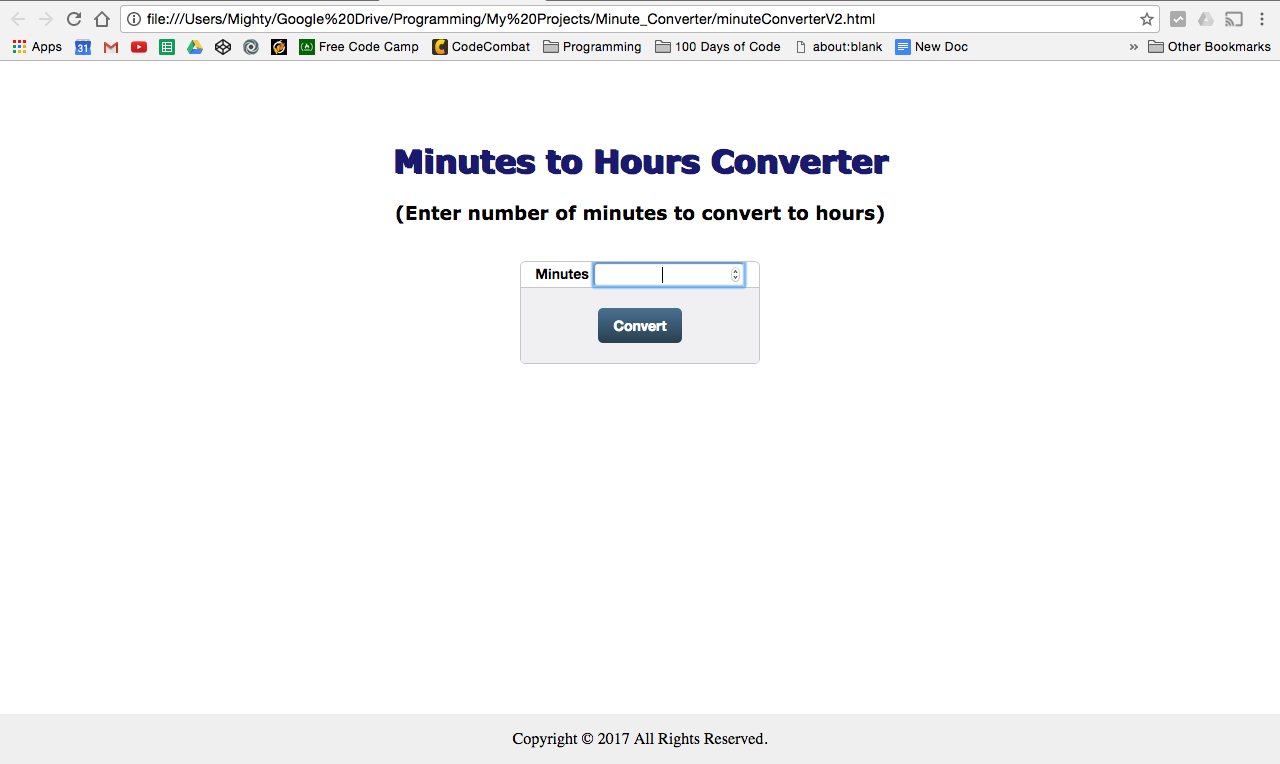 file:///Users/Mighty/Google%20Drive/Programming/My%20Projects/Minute_Converter/minuteConverterV2.html
Apps 31 Free Code Camp CodeCombat Programming 100 Days of Code about:blank New Doc » Other Bookmarks
Minutes to Hours Converter
(Enter number of minutes to convert to hours)
Minutes
Convert
Copyright © 2017 All Rights Reserved.